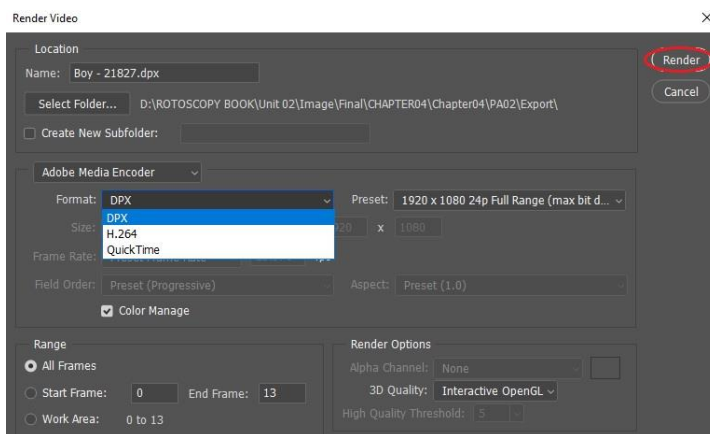 Render Video
Location
Name: Boy - 21827.dpx
Render
Select Folder... D:\ROTOSCOPY BOOK\Unit 02\Image\Final\CHAPTER04\Chapter04\PA02\Export\
Cancel
Create New Subfolder:
Adobe Media Encoder
Format: DPX Preset: 1920 x 1080 24p Full Range (max bit d...
DPX
Size: x 1080
H.264
QuickTime
Frame Rate:
Field Order: Preset (Progressive) Aspect: Preset (1.0)
Color Manage
Range
Render Options
All Frames
Alpha Channel: None
Start Frame: 0 End Frame: 13
3D Quality: Interactive OpenGL
Work Area: 0 to 13
High Quality Threshold: 5